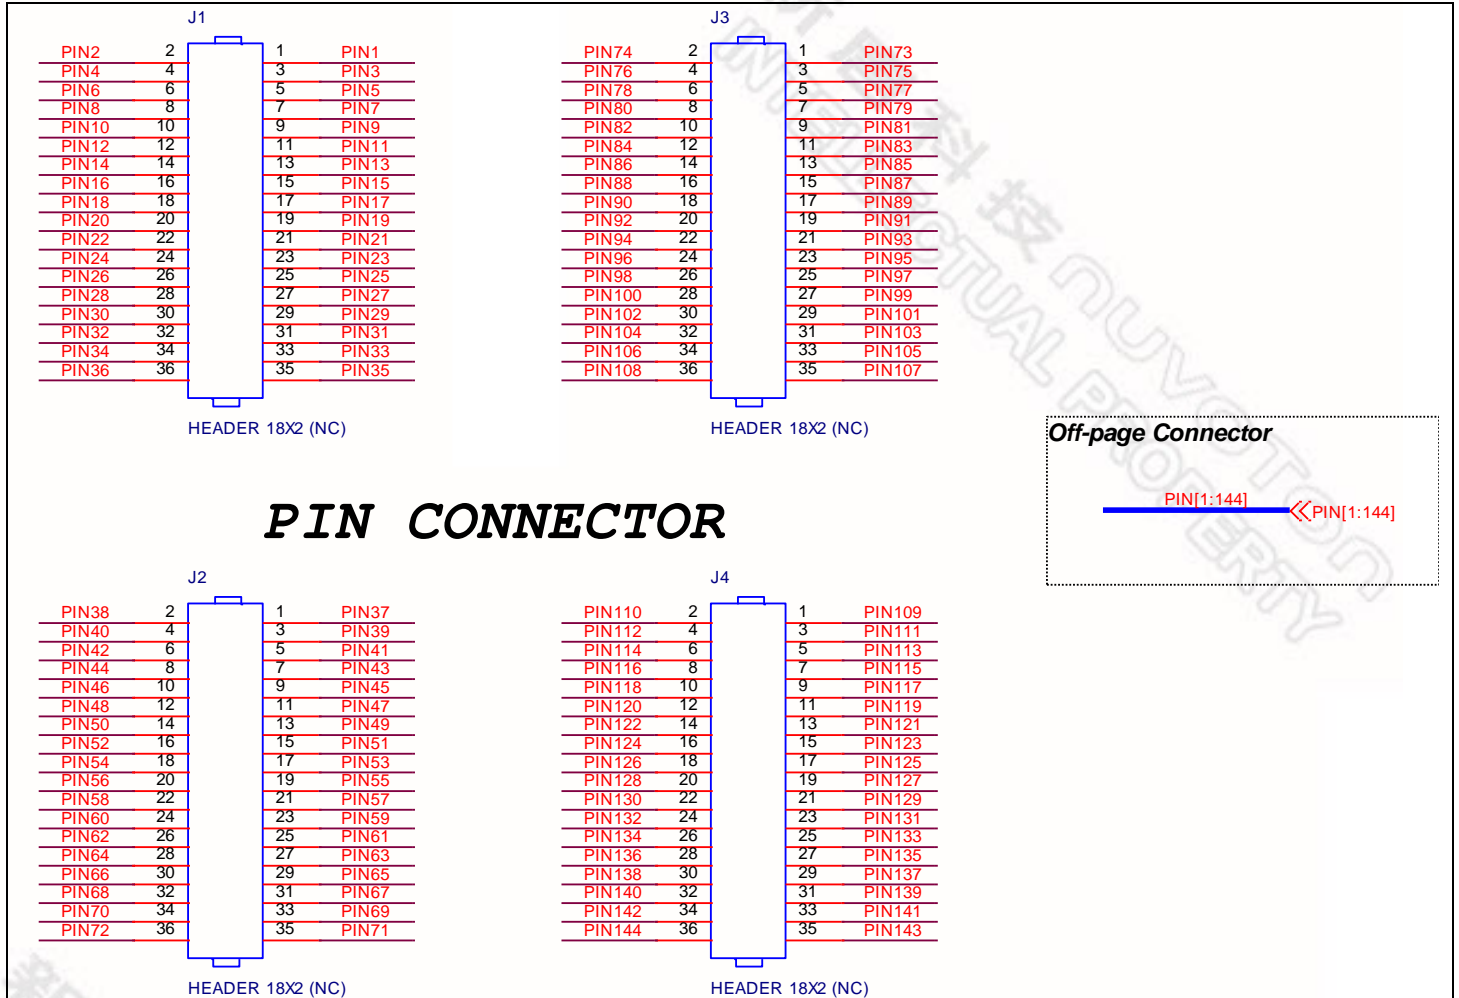 J1
PIN2 2 1 PIN1
PIN4 4 3 PIN3
PIN6 6 5 PIN5
PIN8 8 7 PIN7
PIN10 10 9 PIN9
PIN12 12 11 PIN11
PIN14 14 13 PIN13
PIN16 16 15 PIN15
PIN18 18 17 PIN17
PIN20 20 19 PIN19
PIN22 22 21 PIN21
PIN24 24 23 PIN23
PIN26 26 25 PIN25
PIN28 28 27 PIN27
PIN30 30 29 PIN29
PIN32 32 31 PIN31
PIN34 34 33 PIN33
PIN36 36 35 PIN35
HEADER 18X2 (NC)
J3
PIN74 2 1 PIN73
PIN76 4 3 PIN75
PIN78 6 5 PIN77
PIN80 8 7 PIN79
PIN82 10 9 PIN81
PIN84 12 11 PIN83
PIN86 14 13 PIN85
PIN88 16 15 PIN87
PIN90 18 17 PIN89
PIN92 20 19 PIN91
PIN94 22 21 PIN93
PIN96 24 23 PIN95
PIN98 26 25 PIN97
PIN100 28 27 PIN99
PIN102 30 29 PIN101
PIN104 32 31 PIN103
PIN106 34 33 PIN105
PIN108 36 35 PIN107
HEADER 18X2 (NC)
Off-page Connector
PIN[1:144] PIN[1:144]
PIN CONNECTOR
J2
PIN38 2 1 PIN37
PIN40 4 3 PIN39
PIN42 6 5 PIN41
PIN44 8 7 PIN43
PIN46 10 9 PIN45
PIN48 12 11 PIN47
PIN50 14 13 PIN49
PIN52 16 15 PIN51
PIN54 18 17 PIN53
PIN56 20 19 PIN55
PIN58 22 21 PIN57
PIN60 24 23 PIN59
PIN62 26 25 PIN61
PIN64 28 27 PIN63
PIN66 30 29 PIN65
PIN68 32 31 PIN67
PIN70 34 33 PIN69
PIN72 36 35 PIN71
HEADER 18X2 (NC)
J4
PIN110 2 1 PIN109
PIN112 4 3 PIN111
PIN114 6 5 PIN113
PIN116 8 7 PIN115
PIN118 10 9 PIN117
PIN120 12 11 PIN119
PIN122 14 13 PIN121
PIN124 16 15 PIN123
PIN126 18 17 PIN125
PIN128 20 19 PIN127
PIN130 22 21 PIN129
PIN132 24 23 PIN131
PIN134 26 25 PIN133
PIN136 28 27 PIN135
PIN138 30 29 PIN137
PIN140 32 31 PIN139
PIN142 34 33 PIN141
PIN144 36 35 PIN143
HEADER 18X2 (NC)
科技 nuvoton
INTELLECTUAL PROPERTY